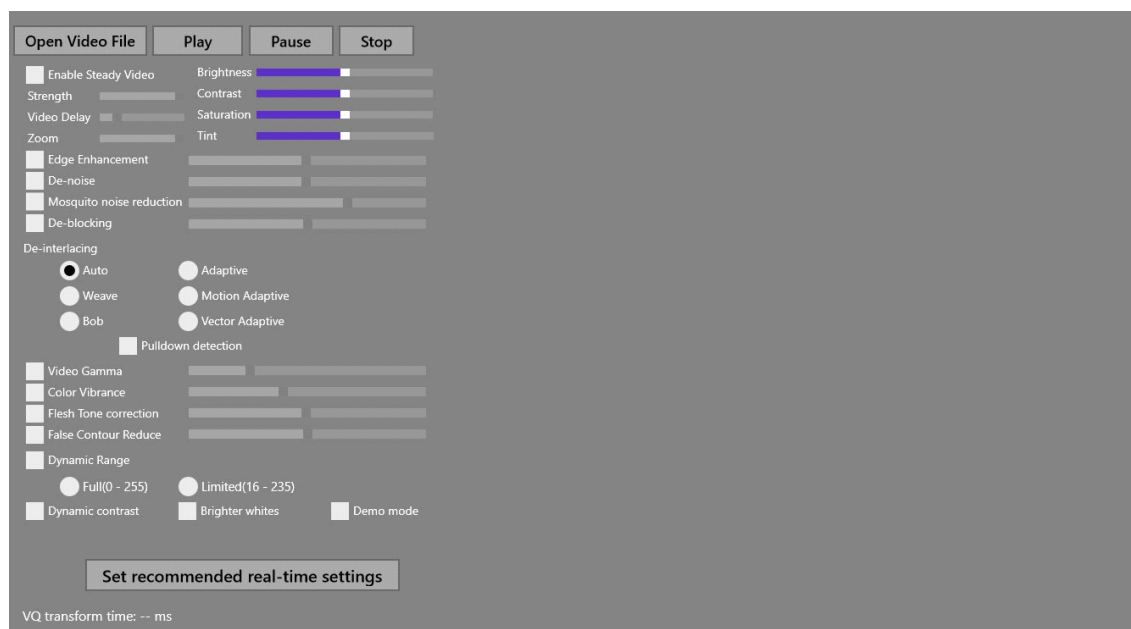 Open Video File Play Pause Stop
Enable Steady Video Brightness
Strength Contrast
Video Delay Saturation
Zoom Tint
Edge Enhancement
De-noise
Mosquito noise reduction
De-blocking
De-interlacing
Auto Adaptive
Weave Motion Adaptive
Bob Vector Adaptive
Pulldown detection
Video Gamma
Color Vibrance
Flesh Tone correction
False Contour Reduce
Dynamic Range
Full(0 - 255) Limited(16 - 235)
Dynamic contrast Brighter whites Demo mode
Set recommended real-time settings
VQ transform time: -- ms